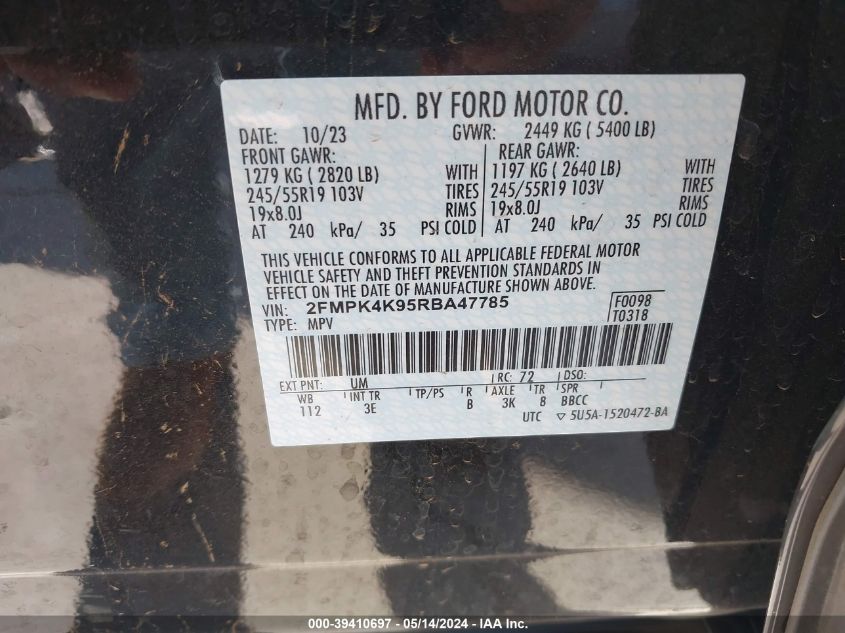 MFD. BY FORD MOTOR CO.
DATE: 10/23 GVWR: 2449 KG ( 5400 LB)
FRONT GAWR: REAR GAWR:
1279 KG ( 2820 LB) WITH 1197 KG ( 2640 LB) WITH
245/55R19 103V TIRES 245/55R19 103V TIRES
19x8.0J RIMS 19x8.0J RIMS
AT 240 kPa/ 35 PSI COLD AT 240 kPa/ 35 PSI COLD
THIS VEHICLE CONFORMS TO ALL APPLICABLE FEDERAL MOTOR
VEHICLE SAFETY AND THEFT PREVENTION STANDARDS IN
EFFECT ON THE DATE OF MANUFACTURE SHOWN ABOVE.
VIN: 2FMPK4K95RBA47785 F0098
TYPE: MPV T0318
EXT PNT: UM RC: 72 DSO:
WB INT TR TP/PS R AXLE TR SPR
112 3E B 3K 8 BBCC
UTC ▽ 5U5A-1520472-BA
000-39410697 - 05/14/2024 - IAA Inc.